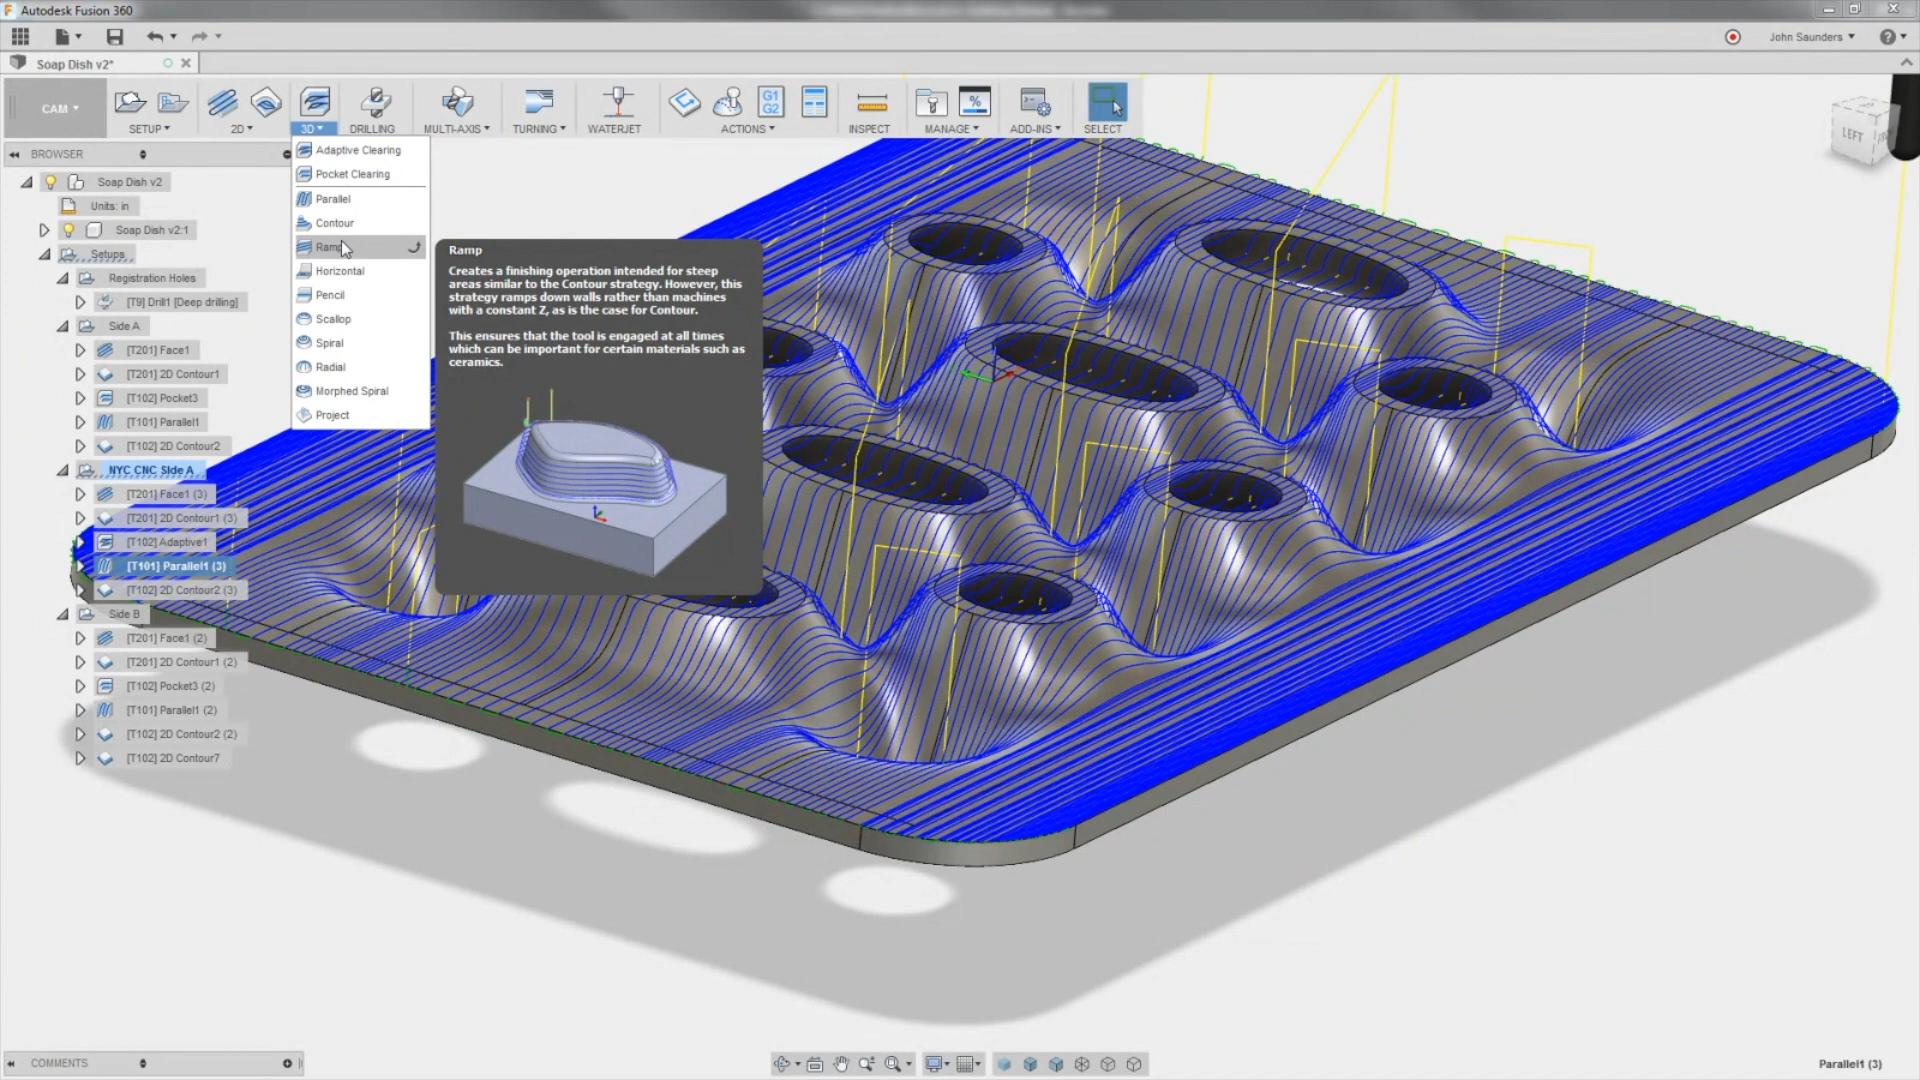 Autodesk Fusion 360
John Saunders
Soap Dish v2*
CAM
SETUP
2D
3D
DRILLING
MULTI-AXIS
TURNING
WATERJET
G1
G2
ACTIONS
INSPECT
%
MANAGE
ADD-INS
SELECT
LEFT
BROWSER
Soap Dish v2
Units: in
Soap Dish v2:1
Setups
Registration Holes
[T9] Drill1 [Deep drilling]
Side A
[T201] Face1
[T201] 2D Contour1
[T102] Pocket3
[T101] Parallel1
[T102] 2D Contour2
NYC CNC SIde A
[T201] Face1 (3)
[T201] 2D Contour1 (3)
[T102] Adaptive1
[T101] Parallel1 (3)
[T102] 2D Contour2 (3)
Side B
[T201] Face1 (2)
[T201] 2D Contour1 (2)
[T102] Pocket3 (2)
[T101] Parallel1 (2)
[T102] 2D Contour2 (2)
[T102] 2D Contour7
Adaptive Clearing
Pocket Clearing
Parallel
Contour
Ramp
Horizontal
Pencil
Scallop
Spiral
Radial
Morphed Spiral
Project
Ramp
Creates a finishing operation intended for steep
areas similar to the Contour strategy. However, this
strategy ramps down walls rather than machines
with a constant Z, as is the case for Contour.
This ensures that the tool is engaged at all times
which can be important for certain materials such as
ceramics.
COMMENTS
Parallel1 (3)